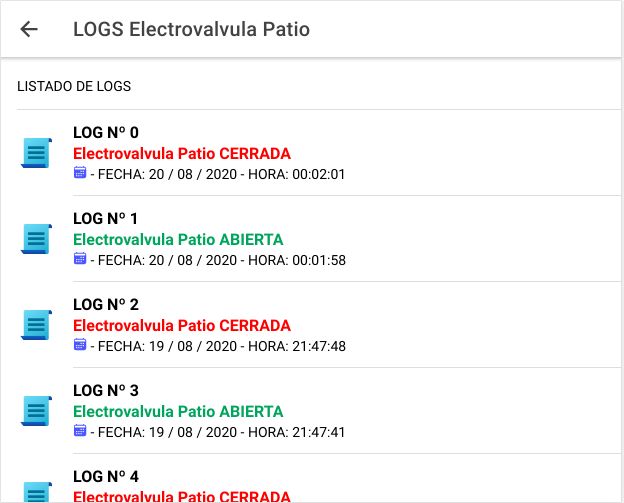 LOGS Electrovalvula Patio
LISTADO DE LOGS
LOG Nº 0
Electrovalvula Patio CERRADA
- FECHA: 20 / 08 / 2020 - HORA: 00:02:01
LOG Nº 1
Electrovalvula Patio ABIERTA
- FECHA: 20 / 08 / 2020 - HORA: 00:01:58
LOG Nº 2
Electrovalvula Patio CERRADA
- FECHA: 19 / 08 / 2020 - HORA: 21:47:48
LOG Nº 3
Electrovalvula Patio ABIERTA
- FECHA: 19 / 08 / 2020 - HORA: 21:47:41
LOG Nº 4
Electrovalvula Patio CERRADA